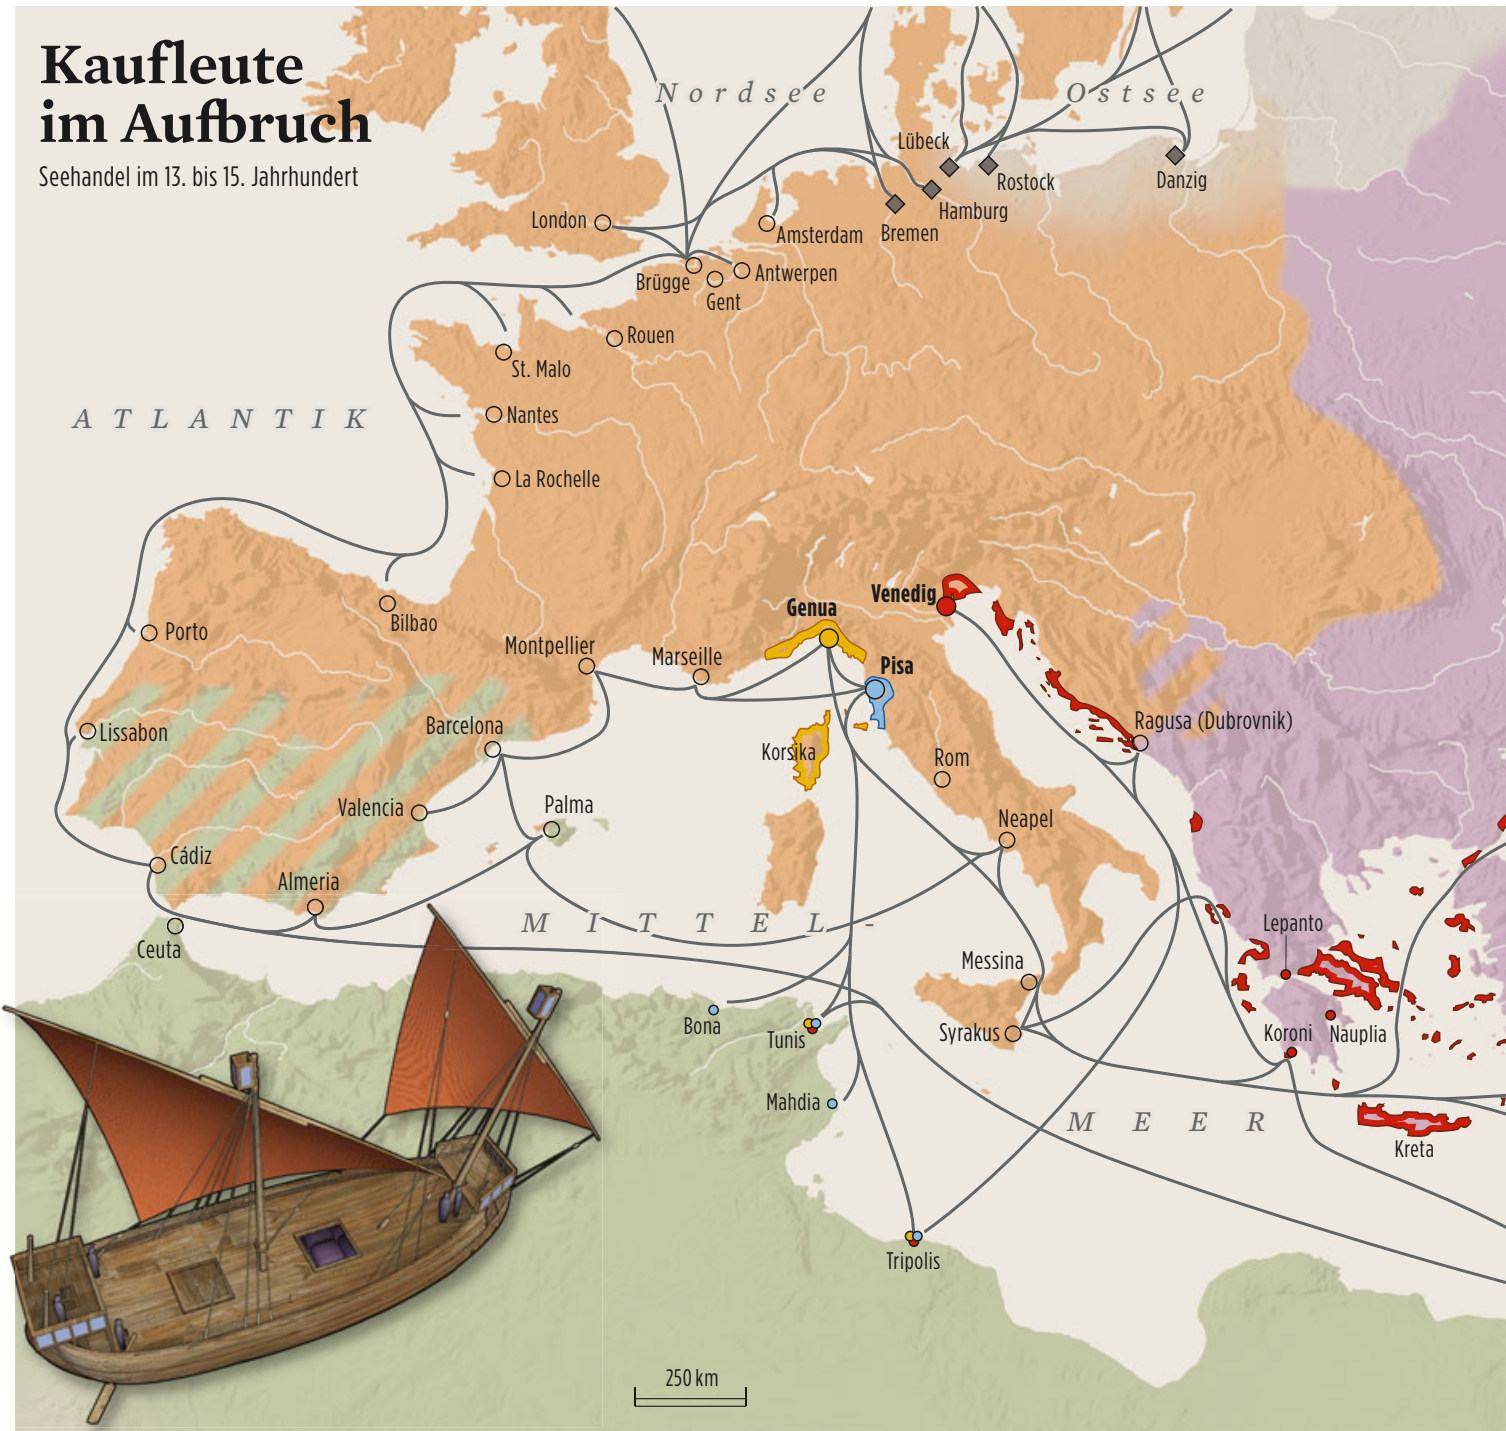 Kaufleute
im Aufbruch
Seehandel im 13. bis 15. Jahrhundert
Nordsee
Ostsee
Lübeck
Rostock
Danzig
Hamburg
Bremen
London
Amsterdam
Brügge
Antwerpen
Gent
Rouen
St. Malo
ATLANTIK
Nantes
La Rochelle
Venedig
Genua
Bilbao
Porto
Montpellier
Marseille
Pisa
Lissabon
Barcelona
Ragusa (Dubrovnik)
Korsika
Rom
Valencia
Palma
Neapel
Cádiz
Almeria
MITTEL-
Lepanto
Ceuta
Messina
Bona
Tunis
Syrakus
Koroni
Nauplia
Mahdia
MEER
Kreta
Tripolis
250 km